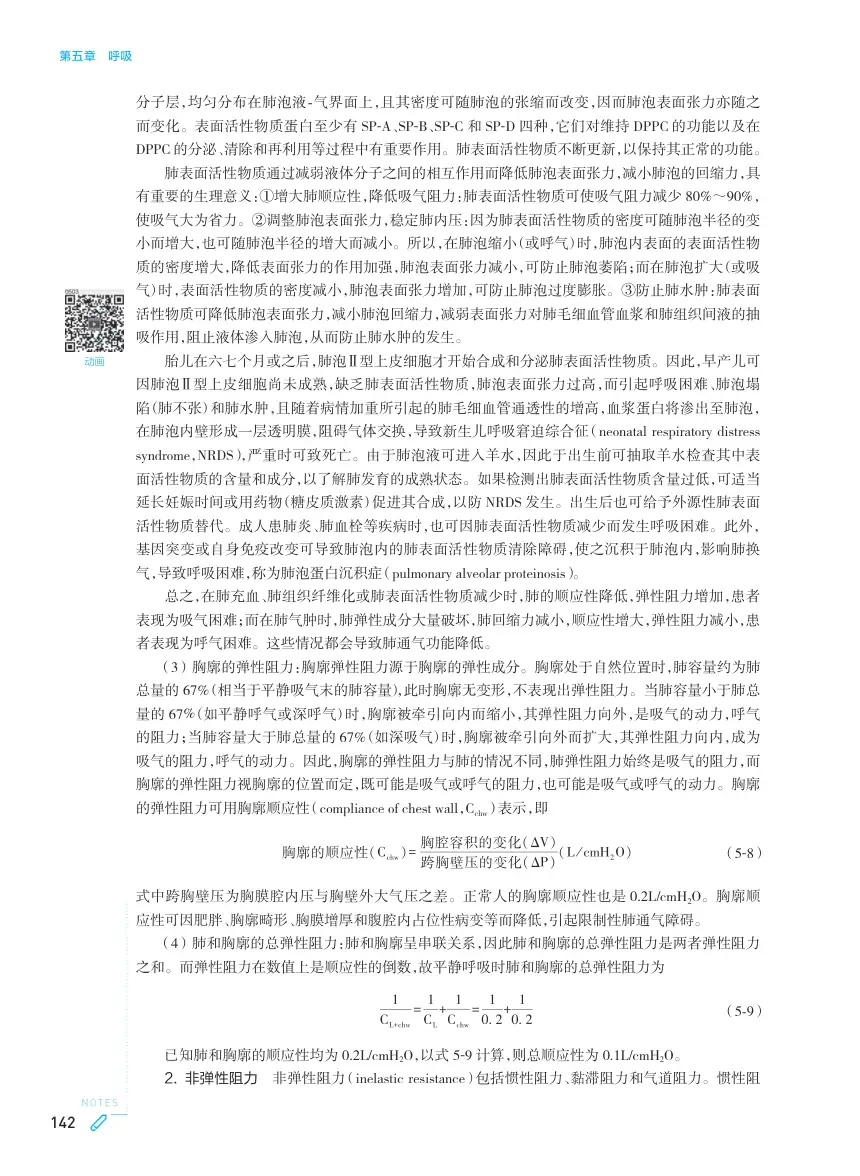 第五章 呼吸
分子层,均匀分布在肺泡液-气界面上,且其密度可随肺泡的张缩而改变,因而肺泡表面张力亦随之
而变化。表面活性物质蛋白至少有 SP-A、SP-B、SP-C 和 SP-D 四种,它们对维持 DPPC 的功能以及在
DPPC 的分泌、清除和再利用等过程中有重要作用。肺表面活性物质不断更新,以保持其正常的功能。
肺表面活性物质通过减弱液体分子之间的相互作用而降低肺泡表面张力,减小肺泡的回缩力,具
有重要的生理意义:①增大肺顺应性,降低吸气阻力:肺表面活性物质可使吸气阻力减少 80%~90%,
使吸气大为省力。②调整肺泡表面张力,稳定肺内压:因为肺表面活性物质的密度可随肺泡半径的变
小而增大,也可随肺泡半径的增大而减小。所以,在肺泡缩小(或呼气)时,肺泡内表面的表面活性物
质的密度增大,降低表面张力的作用加强,肺泡表面张力减小,可防止肺泡萎陷;而在肺泡扩大(或吸
气)时,表面活性物质的密度减小,肺泡表面张力增加,可防止肺泡过度膨胀。③防止肺水肿:肺表面
活性物质可降低肺泡表面张力,减小肺泡回缩力,减弱表面张力对肺毛细血管血浆和肺组织间液的抽
吸作用,阻止液体渗入肺泡,从而防止肺水肿的发生。
0503
动画
胎儿在六七个月或之后,肺泡Ⅱ型上皮细胞才开始合成和分泌肺表面活性物质。因此,早产儿可
因肺泡Ⅱ型上皮细胞尚未成熟,缺乏肺表面活性物质,肺泡表面张力过高,而引起呼吸困难、肺泡塌
陷(肺不张)和肺水肿,且随着病情加重所引起的肺毛细血管通透性的增高,血浆蛋白将渗出至肺泡,
在肺泡内壁形成一层透明膜,阻碍气体交换,导致新生儿呼吸窘迫综合征(neonatal respiratory distress
syndrome,NRDS),严重时可致死亡。由于肺泡液可进入羊水,因此于出生前可抽取羊水检查其中表
面活性物质的含量和成分,以了解肺发育的成熟状态。如果检测出肺表面活性物质含量过低,可适当
延长妊娠时间或用药物(糖皮质激素)促进其合成,以防 NRDS 发生。出生后也可给予外源性肺表面
活性物质替代。成人患肺炎、肺血栓等疾病时,也可因肺表面活性物质减少而发生呼吸困难。此外,
基因突变或自身免疫改变可导致肺泡内的肺表面活性物质清除障碍,使之沉积于肺泡内,影响肺换
气,导致呼吸困难,称为肺泡蛋白沉积症(pulmonary alveolar proteinosis)。
总之,在肺充血、肺组织纤维化或肺表面活性物质减少时,肺的顺应性降低,弹性阻力增加,患者
表现为吸气困难;而在肺气肿时,肺弹性成分大量破坏,肺回缩力减小,顺应性增大,弹性阻力减小,患
者表现为呼气困难。这些情况都会导致肺通气功能降低。
(3)胸廓的弹性阻力:胸廓弹性阻力源于胸廓的弹性成分。胸廓处于自然位置时,肺容量约为肺
总量的 67%(相当于平静吸气末的肺容量),此时胸廓无变形,不表现出弹性阻力。当肺容量小于肺总
量的 67%(如平静呼气或深呼气)时,胸廓被牵引向内而缩小,其弹性阻力向外,是吸气的动力,呼气
的阻力;当肺容量大于肺总量的 67%(如深吸气)时,胸廓被牵引向外而扩大,其弹性阻力向内,成为
吸气的阻力,呼气的动力。因此,胸廓的弹性阻力与肺的情况不同,肺弹性阻力始终是吸气的阻力,而
胸廓的弹性阻力视胸廓的位置而定,既可能是吸气或呼气的阻力,也可能是吸气或呼气的动力。胸廓
的弹性阻力可用胸廓顺应性(compliance of chest wall,Cchw)表示,即
胸廓的顺应性(Cchw)=胸腔容积的变化(ΔV)/跨胸壁压的变化(ΔP)(L/cmH₂O) (5-8)
式中跨胸壁压为胸膜腔内压与胸壁外大气压之差。正常人的胸廓顺应性也是 0.2L/cmH₂O。胸廓顺
应性可因肥胖、胸廓畸形、胸膜增厚和腹腔内占位性病变等而降低,引起限制性肺通气障碍。
(4)肺和胸廓的总弹性阻力:肺和胸廓呈串联关系,因此肺和胸廓的总弹性阻力是两者弹性阻力
之和。而弹性阻力在数值上是顺应性的倒数,故平静呼吸时肺和胸廓的总弹性阻力为
1/CL+chw=1/CL+1/Cchw=1/0.2+1/0.2 (5-9)
已知肺和胸廓的顺应性均为 0.2L/cmH₂O,以式 5-9 计算,则总顺应性为 0.1L/cmH₂O。
2. 非弹性阻力 非弹性阻力(inelastic resistance)包括惯性阻力、黏滞阻力和气道阻力。惯性阻
NOTES
142